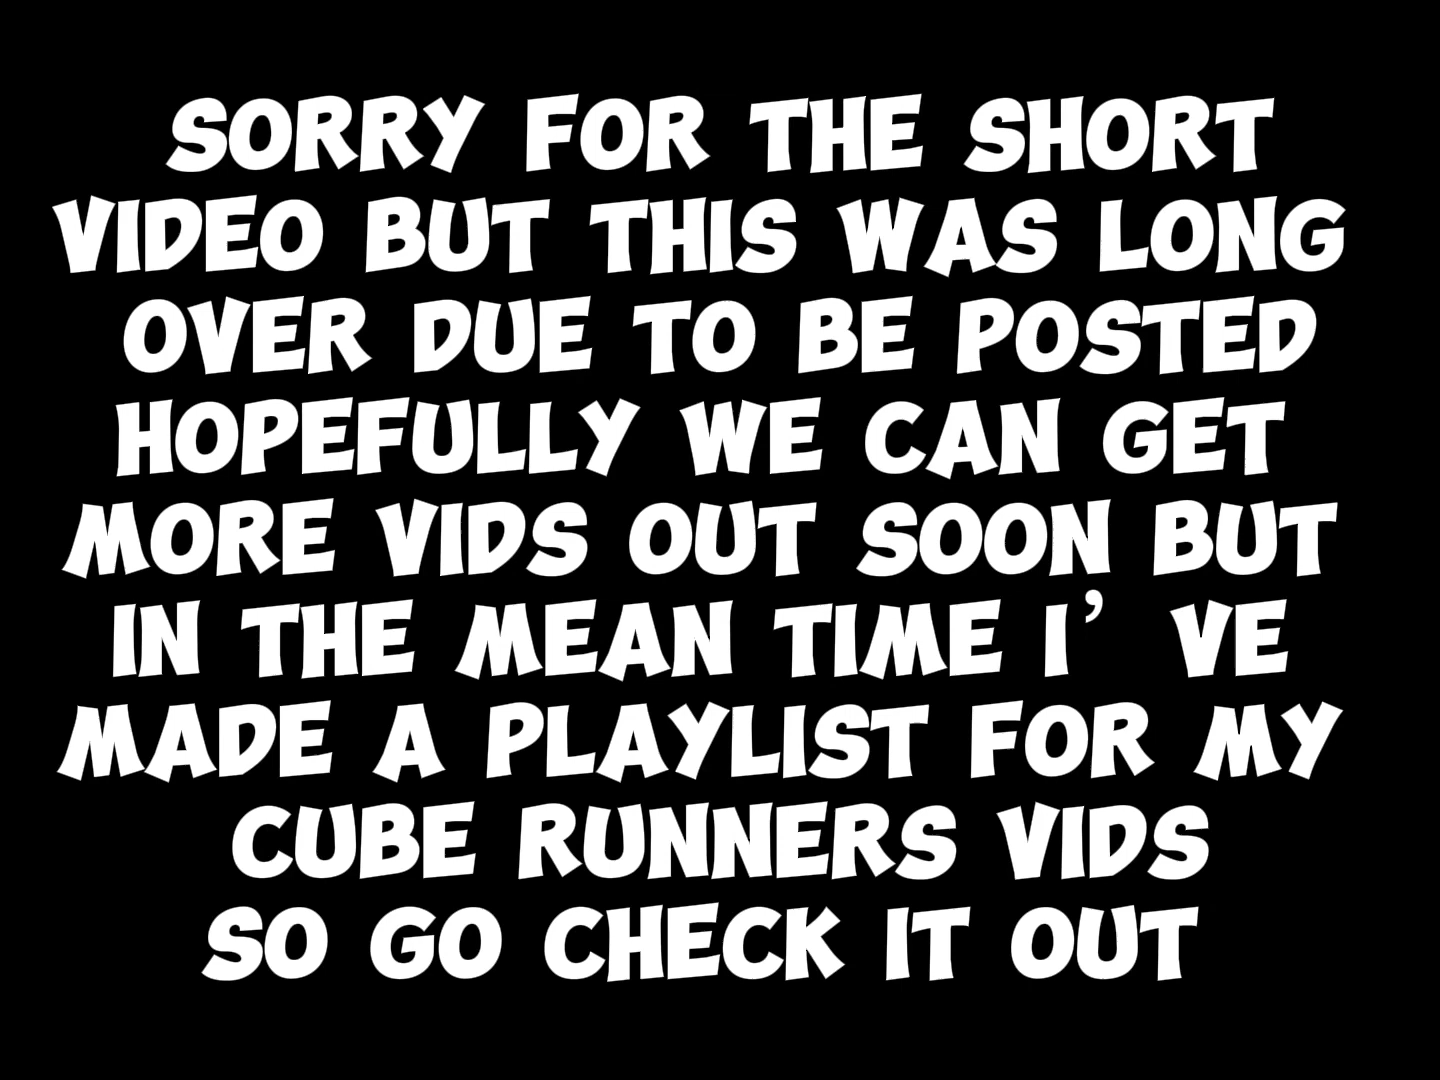 SORRY FOR THE SHORT
VIDEO BUT THIS WAS LONG
OVER DUE TO BE POSTED
HOPEFULLY WE CAN GET
MORE VIDS OUT SOON BUT
IN THE MEAN TIME I’ VE
MADE A PLAYLIST FOR MY
CUBE RUNNERS VIDS
SO GO CHECK IT OUT